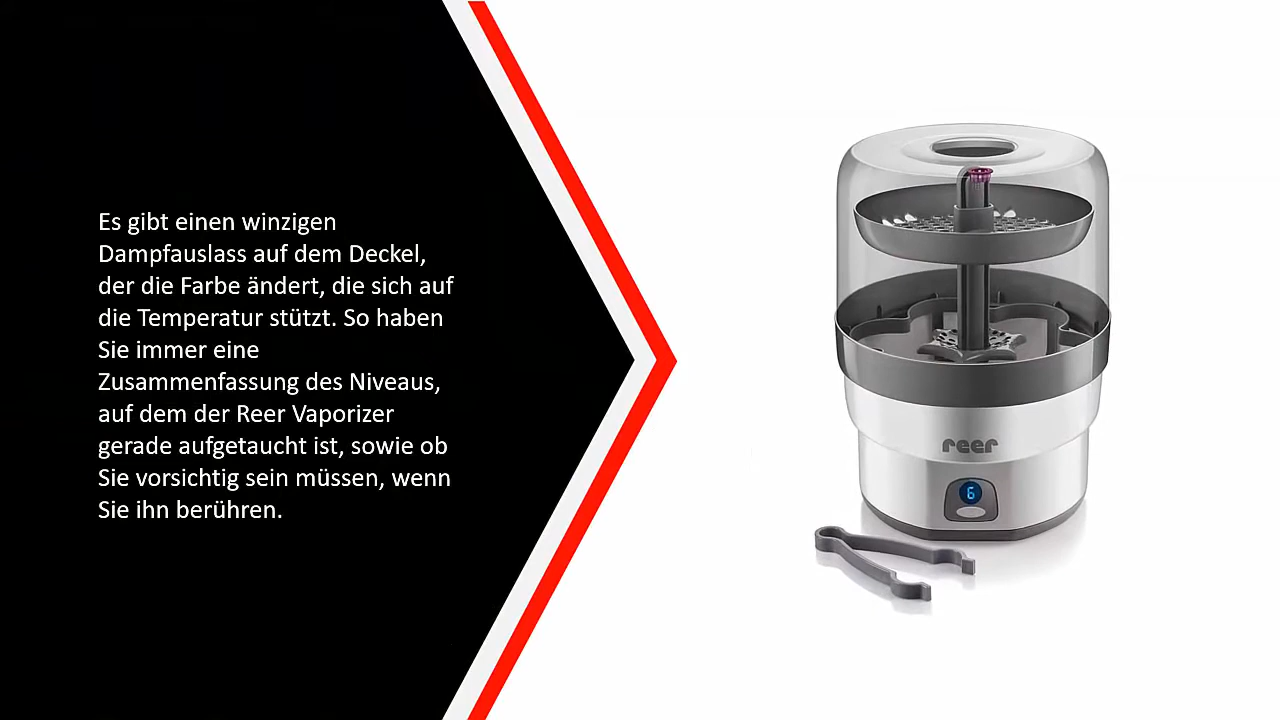 Es gibt einen winzigen
Dampfauslass auf dem Deckel,
der die Farbe ändert, die sich auf
die Temperatur stützt. So haben
Sie immer eine
Zusammenfassung des Niveaus,
auf dem der Reer Vaporizer
gerade aufgetaucht ist, sowie ob
Sie vorsichtig sein müssen, wenn
Sie ihn berühren.
reer
6